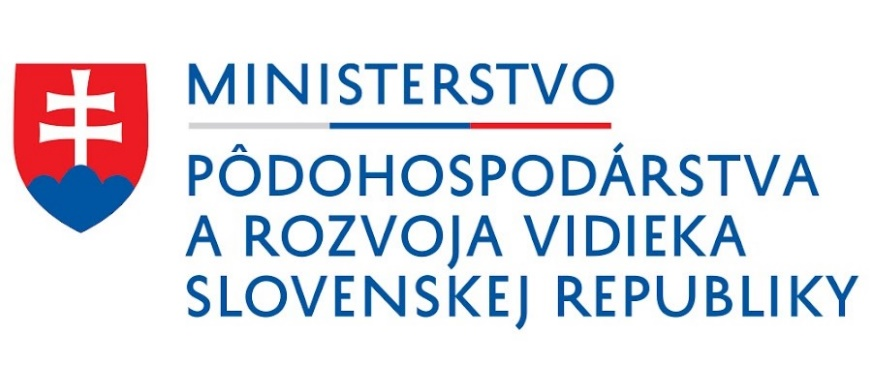 MINISTERSTVO
PÔDOHOSPODÁRSTVA
A ROZVOJA VIDIEKA
SLOVENSKEJ REPUBLIKY